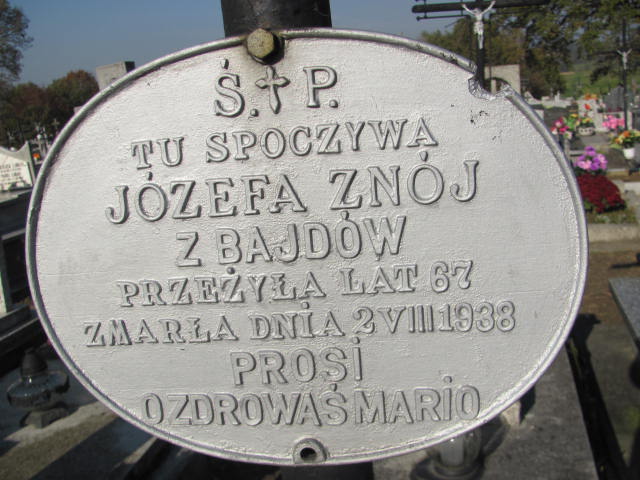 Ś.†P.
TU SPOCZYWA
JÓZEFA ZNÓJ
Z BAJDÓW
PRZEŻYŁA LAT 67
ZMARŁA DNIA 2 VIII 1938
PROSI
O ZDROWAŚ MARIO